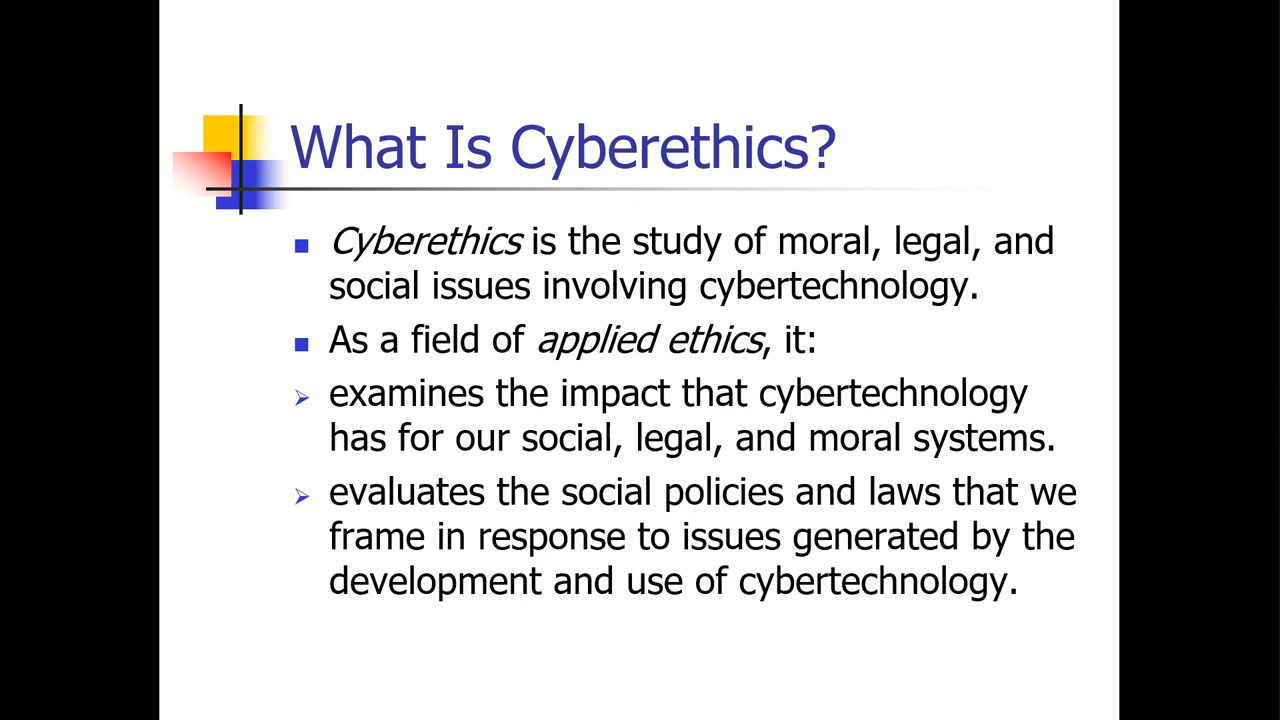 What Is Cyberethics?
Cyberethics is the study of moral, legal, and
social issues involving cybertechnology.
As a field of applied ethics, it:
examines the impact that cybertechnology
has for our social, legal, and moral systems.
evaluates the social policies and laws that we
frame in response to issues generated by the
development and use of cybertechnology.